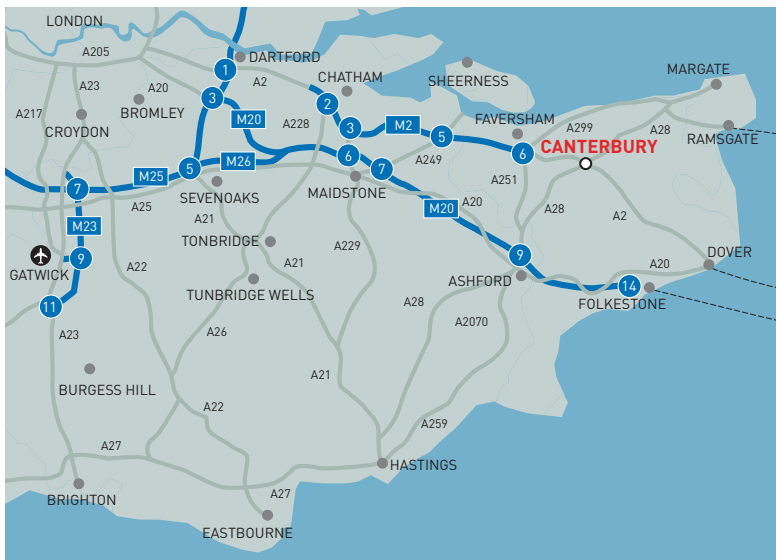 LONDON
A205
DARTFORD
1
A2
CHATHAM
SHEERNESS
MARGATE
A23
A20
BROMLEY
3
2
A217
CROYDON
M20
A228
3
M2
5
FAVERSHAM
A299
A28
RAMSGATE
6
CANTERBURY
M26
6
A249
7
M25
5
7
SEVENOAKS
MAIDSTONE
A251
A25
A21
M20
A20
A28
A2
M23
TONBRIDGE
A229
9
GATWICK
A22
A21
9
A20
DOVER
ASHFORD
TUNBRIDGE WELLS
14
FOLKESTONE
11
A28
A23
A26
A2070
BURGESS HILL
A21
A22
A259
A27
HASTINGS
BRIGHTON
A27
EASTBOURNE